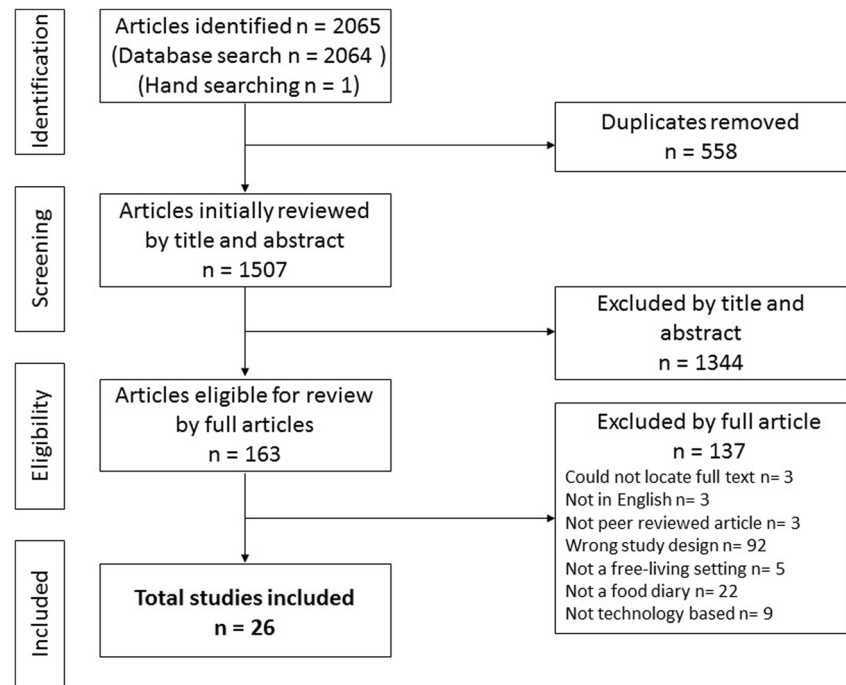 Identification
Articles identified n = 2065
(Database search n = 2064 )
(Hand searching n = 1)
Duplicates removed
n = 558
Screening
Articles initially reviewed
by title and abstract
n = 1507
Excluded by title and
abstract
n = 1344
Eligibility
Articles eligible for review
by full articles
n = 163
Excluded by full article
n = 137
Could not locate full text n= 3
Not in English n= 3
Not peer reviewed article n= 3
Wrong study design n= 92
Not a free-living setting n= 5
Not a food diary n= 22
Not technology based n= 9
Included
Total studies included
n = 26